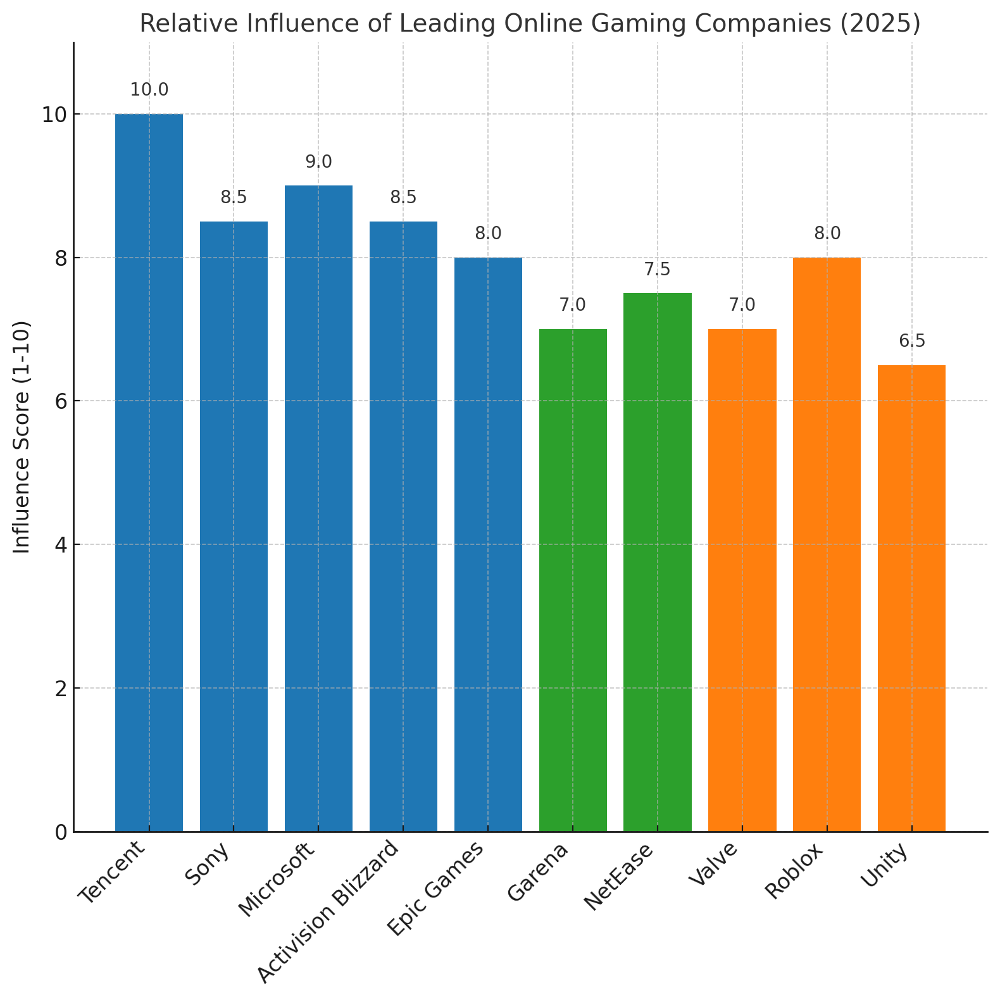 Relative Influence of Leading Online Gaming Companies (2025)
Influence Score (1-10)
10
8
6
4
2
0
10.0
8.5
9.0
8.5
8.0
7.0
7.5
7.0
8.0
6.5
Tencent
Sony
Microsoft
Activision Blizzard
Epic Games
Garena
NetEase
Valve
Roblox
Unity